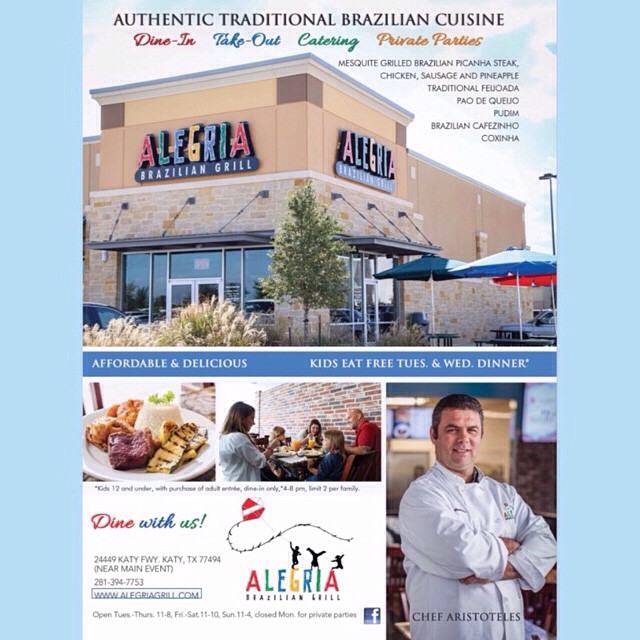 AUTHENTIC TRADITIONAL BRAZILIAN CUISINE
Dine-In Take-Out Catering Private Parties
MESQUITE GRILLED BRAZILIAN PICANHA STEAK,
CHICKEN, SAUSAGE AND PINEAPPLE
TRADITIONAL FEIJOADA
PAO DE QUEIJO
PUDIM
BRAZILIAN CAFEZINHO
COXINHA
ALEGRIA
BRAZILIAN GRILL
ALEGRIA
BRAZILIAN GRILL
AFFORDABLE & DELICIOUS KIDS EAT FREE TUES. & WED. DINNER*
*Kids 12 and under, with purchase of adult entrée, dine-in only,*4-8 pm, limit 2 per family.
Dine with us!
24449 KATY FWY. KATY, TX 77494
(NEAR MAIN EVENT)
281-394-7753
WWW.ALEGRIAGRILL.COM
ALEGRIA
BRAZILIAN GRILL
Open Tues.-Thurs. 11-8, Fri.-Sat.11-10, Sun.11-4, closed Mon. for private parties f
CHEF ARISTOTELES